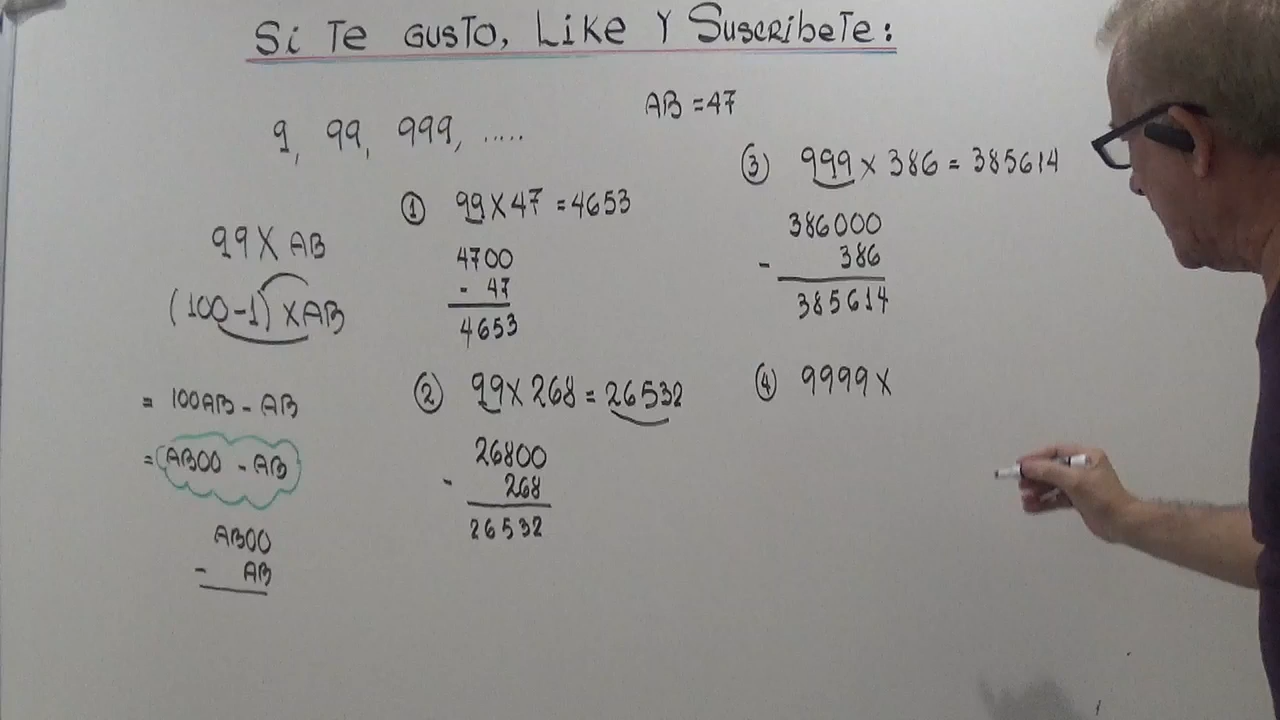 Si Te GUSTO, LiKe Y SuscribeTe:
9, 99, 999, .....
AB = 47
99 X AB
(100-1) X AB
= 100AB - AB
= AB00 - AB
AB00
- AB
① 99 X 47 = 4653
4700
- 47
4653
② 99 X 268 = 26532
26800
- 268
26532
③ 999 X 386 = 385614
386000
- 386
385614
④ 9999 X